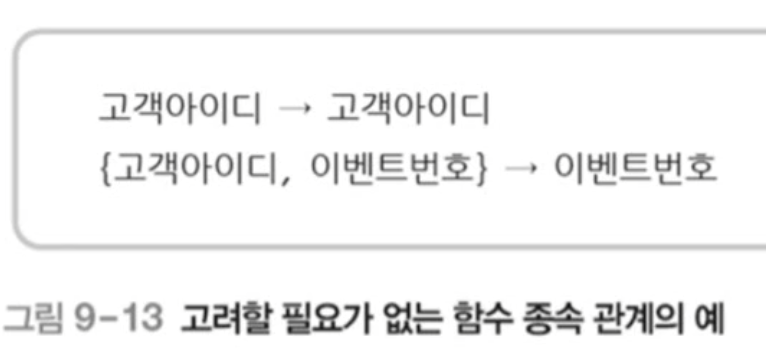 고객아이디 → 고객아이디
{고객아이디, 이벤트번호} → 이벤트번호
그림 9-13 고려할 필요가 없는 함수 종속 관계의 예